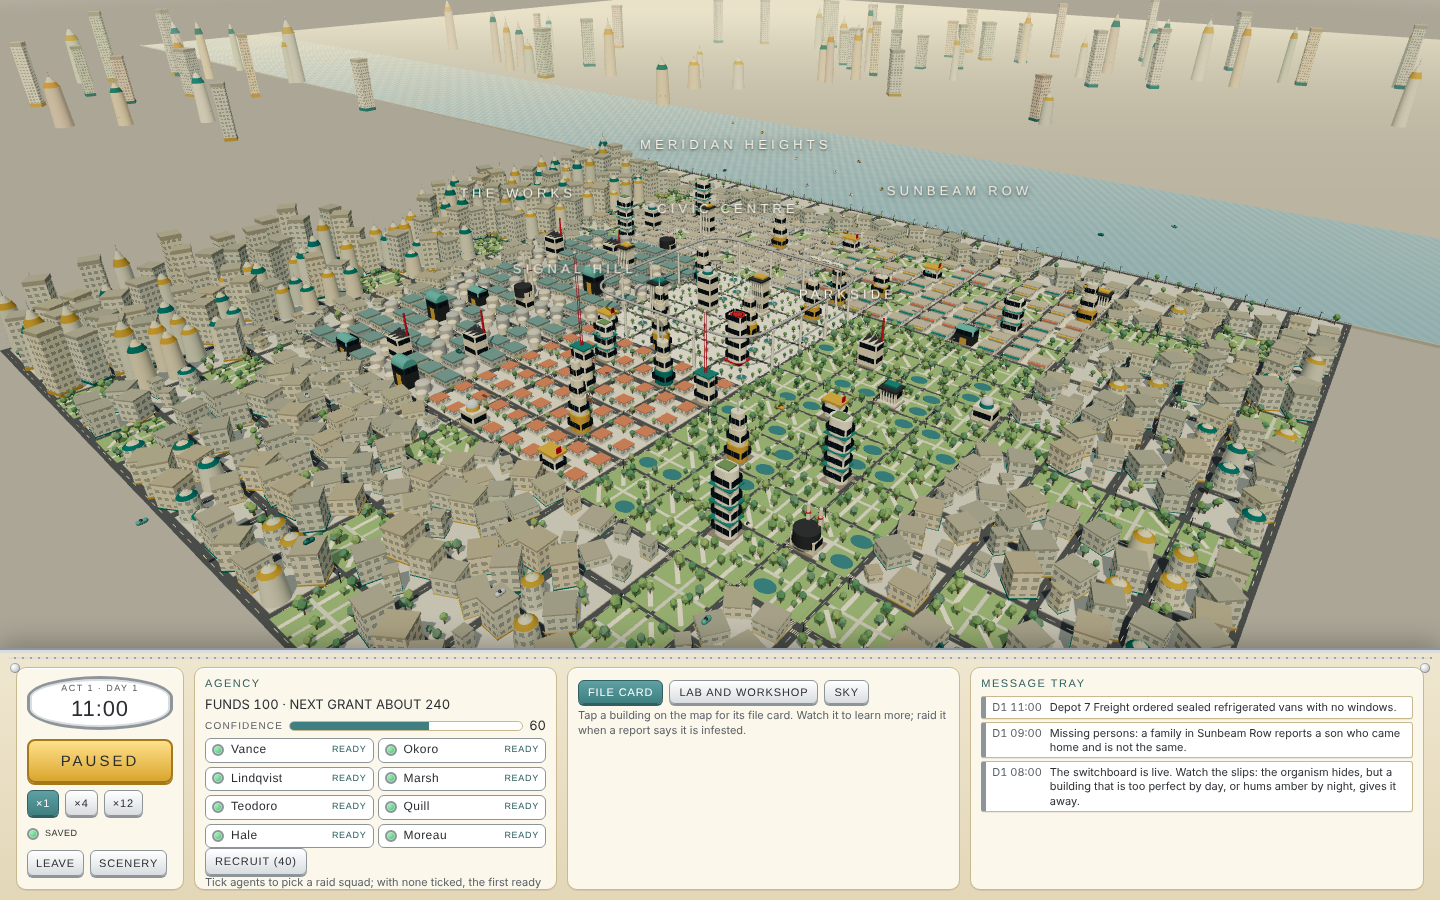 MERIDIAN HEIGHTS
THE WORKS
SUNBEAM ROW
CIVIC CENTRE
SIGNAL HILL
PARKSIDE
ACT 1 · DAY 1
11:00
PAUSED
×1 ×4 ×12
SAVED
LEAVE SCENERY
AGENCY
FUNDS 100 · NEXT GRANT ABOUT 240
CONFIDENCE 60
Vance READY Okoro READY
Lindqvist READY Marsh READY
Teodoro READY Quill READY
Hale READY Moreau READY
RECRUIT (40)
Tick agents to pick a raid squad; with none ticked, the first ready
FILE CARD LAB AND WORKSHOP SKY
Tap a building on the map for its file card. Watch it to learn more; raid it
when a report says it is infested.
MESSAGE TRAY
D1 11:00 Depot 7 Freight ordered sealed refrigerated vans with no windows.
D1 09:00 Missing persons: a family in Sunbeam Row reports a son who came
home and is not the same.
D1 08:00 The switchboard is live. Watch the slips: the organism hides, but a
building that is too perfect by day, or hums amber by night, gives it
away.